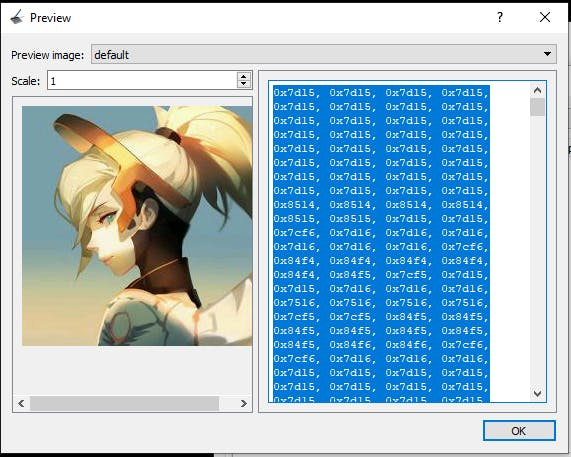 Preview
Preview image: default
Scale: 1
0x7d15, 0x7d15, 0x7d15, 0x7d15,
0x7d15, 0x7d15, 0x7d15, 0x7d15,
0x7d15, 0x7d15, 0x7d15, 0x7d15,
0x7d15, 0x7d15, 0x7d15, 0x7d15,
0x7d15, 0x7d15, 0x7d15, 0x7d15,
0x7d15, 0x7d15, 0x7d15, 0x7d15,
0x7d15, 0x7d15, 0x7d15, 0x7d15,
0x7d15, 0x7d15, 0x7d15, 0x7d15,
0x8514, 0x8514, 0x8514, 0x8514,
0x8515, 0x8515, 0x7d15, 0x7d15,
0x7cf6, 0x7d16, 0x7d16, 0x7cf6,
0x7d16, 0x7d16, 0x7d16, 0x7cf6,
0x84f4, 0x84f4, 0x84f4, 0x84f4,
0x84f4, 0x84f5, 0x7cf5, 0x7d15,
0x7d15, 0x7d16, 0x7d16, 0x7d16,
0x7516, 0x7516, 0x7516, 0x7516,
0x7cf5, 0x7cf5, 0x84f5, 0x84f5,
0x84f5, 0x84f5, 0x84f5, 0x84f5,
0x84f5, 0x84f6, 0x84f6, 0x7cf6,
0x7cf6, 0x7d16, 0x7d16, 0x7d16,
0x7d15, 0x7d15, 0x7d15, 0x7d15,
0x7d15, 0x7d15, 0x7d15, 0x7d15,
0x7d15, 0x7d15, 0x7d15, 0x7d15,
OK